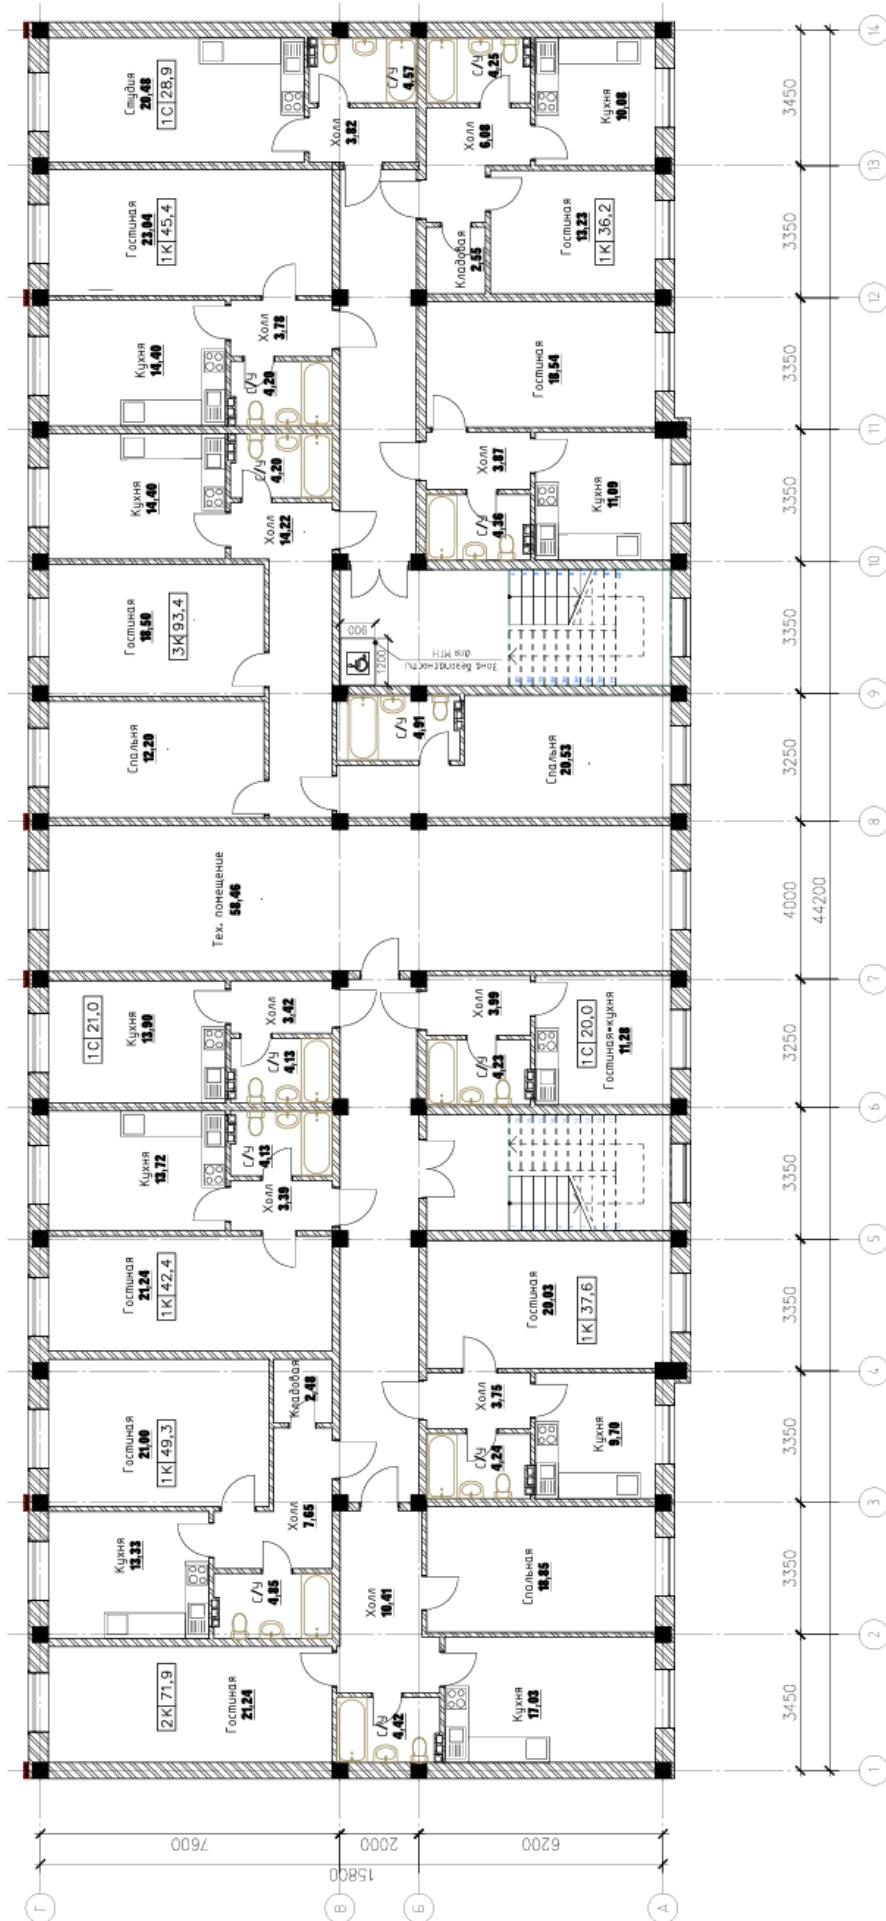 14
13
12
11
10
9
8
7
6
5
4
3
2
1
3450
3350
3350
3350
3350
3250
4000
3250
3350
3350
3350
3350
3450
44200
Г
В
Б
А
7600
2000
6200
15800
Студия
20,48
1С 28,9
С/У
4,57
Холл
3,82
С/У
4,25
Холл
6,08
Кухня
10,08
Гостиная
23,04
1К 45,4
Кладовая
2,55
Гостиная
13,23
1К 36,2
Кухня
14,40
Холл
3,78
С/У
4,20
Гостиная
18,54
Кухня
14,40
С/У
4,20
Холл
14,22
Холл
3,87
С/У
4,36
Кухня
11,09
Гостиная
18,50
3К 93,4
900
1200
Зона безопасности
для МГН
Спальня
12,20
С/У
4,91
Спальня
20,53
Тех. помещение
58,46
1С 21,0
Кухня
13,90
Холл
3,42
С/У
4,13
Холл
3,99
С/У
4,23
1С 20,0
Гостиная+кухня
11,28
Кухня
13,72
С/У
4,13
Холл
3,39
Гостиная
21,24
1К 42,4
Гостиная
20,03
1К 37,6
Гостиная
21,00
1К 49,3
Кладовая
2,48
Холл
3,75
С/У
4,24
Кухня
9,70
Кухня
13,33
Холл
7,65
С/У
4,85
Холл
10,41
Спальная
18,85
2К 71,9
Гостиная
21,24
С/У
4,42
Кухня
17,03